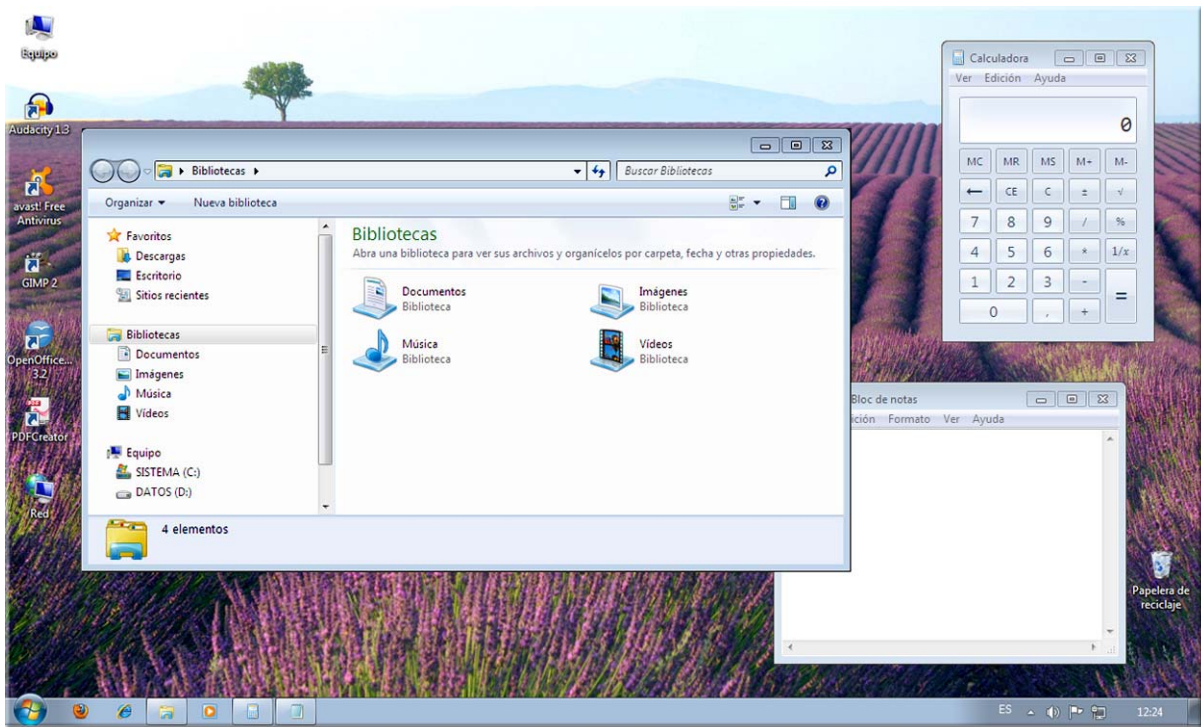 Equipo
Audacity 1.3
avast! Free
Antivirus
GIMP 2
OpenOffice...
3.2
PDFCreator
Red
Bibliotecas
Buscar Bibliotecas
Organizar
Nueva biblioteca
Favoritos
Descargas
Escritorio
Sitios recientes
Bibliotecas
Documentos
Imágenes
Música
Vídeos
Equipo
SISTEMA (C:)
DATOS (D:)
Bibliotecas
Abra una biblioteca para ver sus archivos y organícelos por carpeta, fecha y otras propiedades.
Documentos
Biblioteca
Imágenes
Biblioteca
Música
Biblioteca
Vídeos
Biblioteca
4 elementos
Calculadora
Ver Edición Ayuda
0
MC MR MS M+ M-
← CE C ± √
7 8 9 / %
4 5 6 * 1/x
1 2 3 - =
0 , +
Bloc de notas
ición Formato Ver Ayuda
Papelera de
reciclaje
ES
12:24